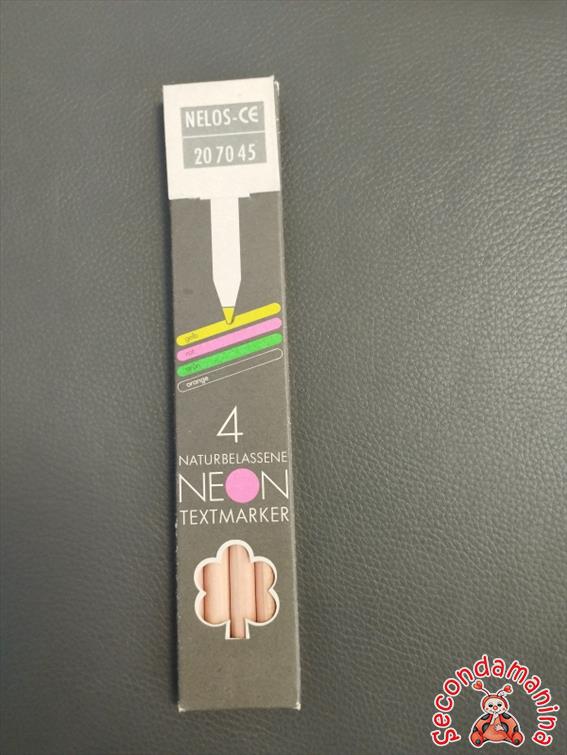 NELOS-CE
20 70 45
gelb
rot
grün
orange
4
NATURBELASSENE
NEON
TEXTMARKER
Secondamanina